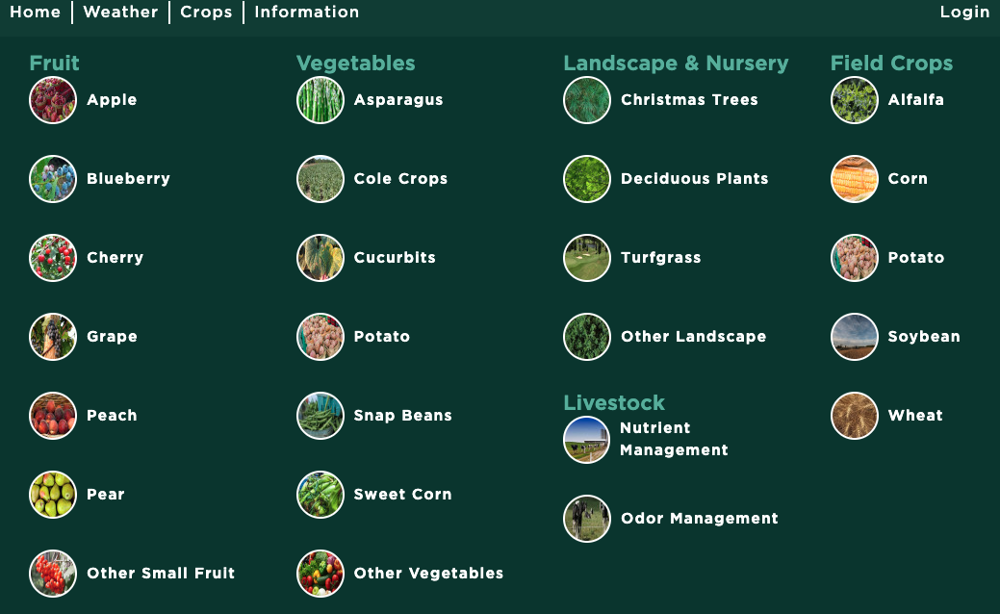 Home
Weather
Crops
Information
Login
Fruit
Apple
Blueberry
Cherry
Grape
Peach
Pear
Other Small Fruit
Vegetables
Asparagus
Cole Crops
Cucurbits
Potato
Snap Beans
Sweet Corn
Other Vegetables
Landscape & Nursery
Christmas Trees
Deciduous Plants
Turfgrass
Other Landscape
Livestock
Nutrient
Management
Odor Management
Field Crops
Alfalfa
Corn
Potato
Soybean
Wheat